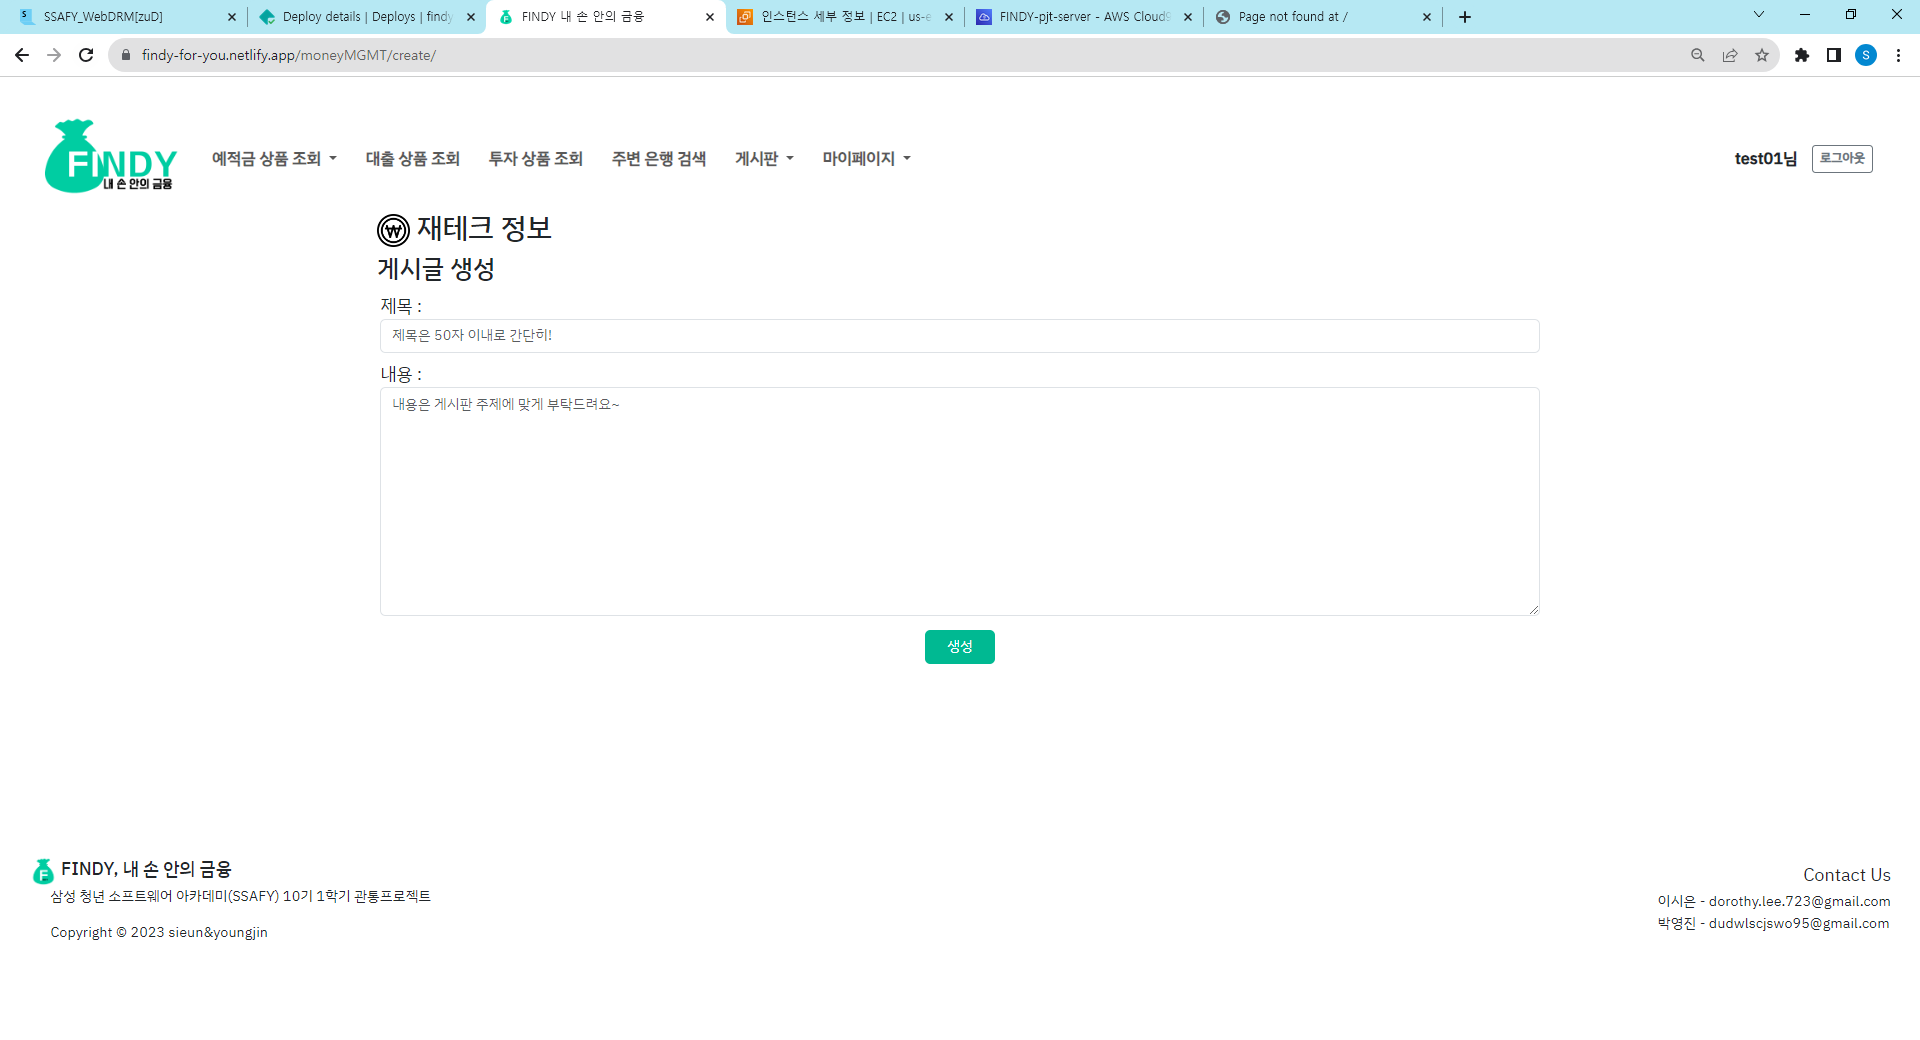 SSAFY_WebDRM[zuD]
Deploy details | Deploys | findy
FINDY 내 손 안의 금융
인스턴스 세부 정보 | EC2 | us-e
FINDY-pjt-server - AWS Cloud9
Page not found at /
findy-for-you.netlify.app/moneyMGMT/create/
S
FINDY
내 손 안의 금융
예적금 상품 조회
대출 상품 조회
투자 상품 조회
주변 은행 검색
게시판
마이페이지
test01님
로그아웃
재테크 정보
게시글 생성
제목 :
제목은 50자 이내로 간단히!
내용 :
내용은 게시판 주제에 맞게 부탁드려요~
생성
F
FINDY, 내 손 안의 금융
삼성 청년 소프트웨어 아카데미(SSAFY) 10기 1학기 관통프로젝트
Copyright © 2023 sieun&youngjin
Contact Us
이시은 - dorothy.lee.723@gmail.com
박영진 - dudwlscjswo95@gmail.com